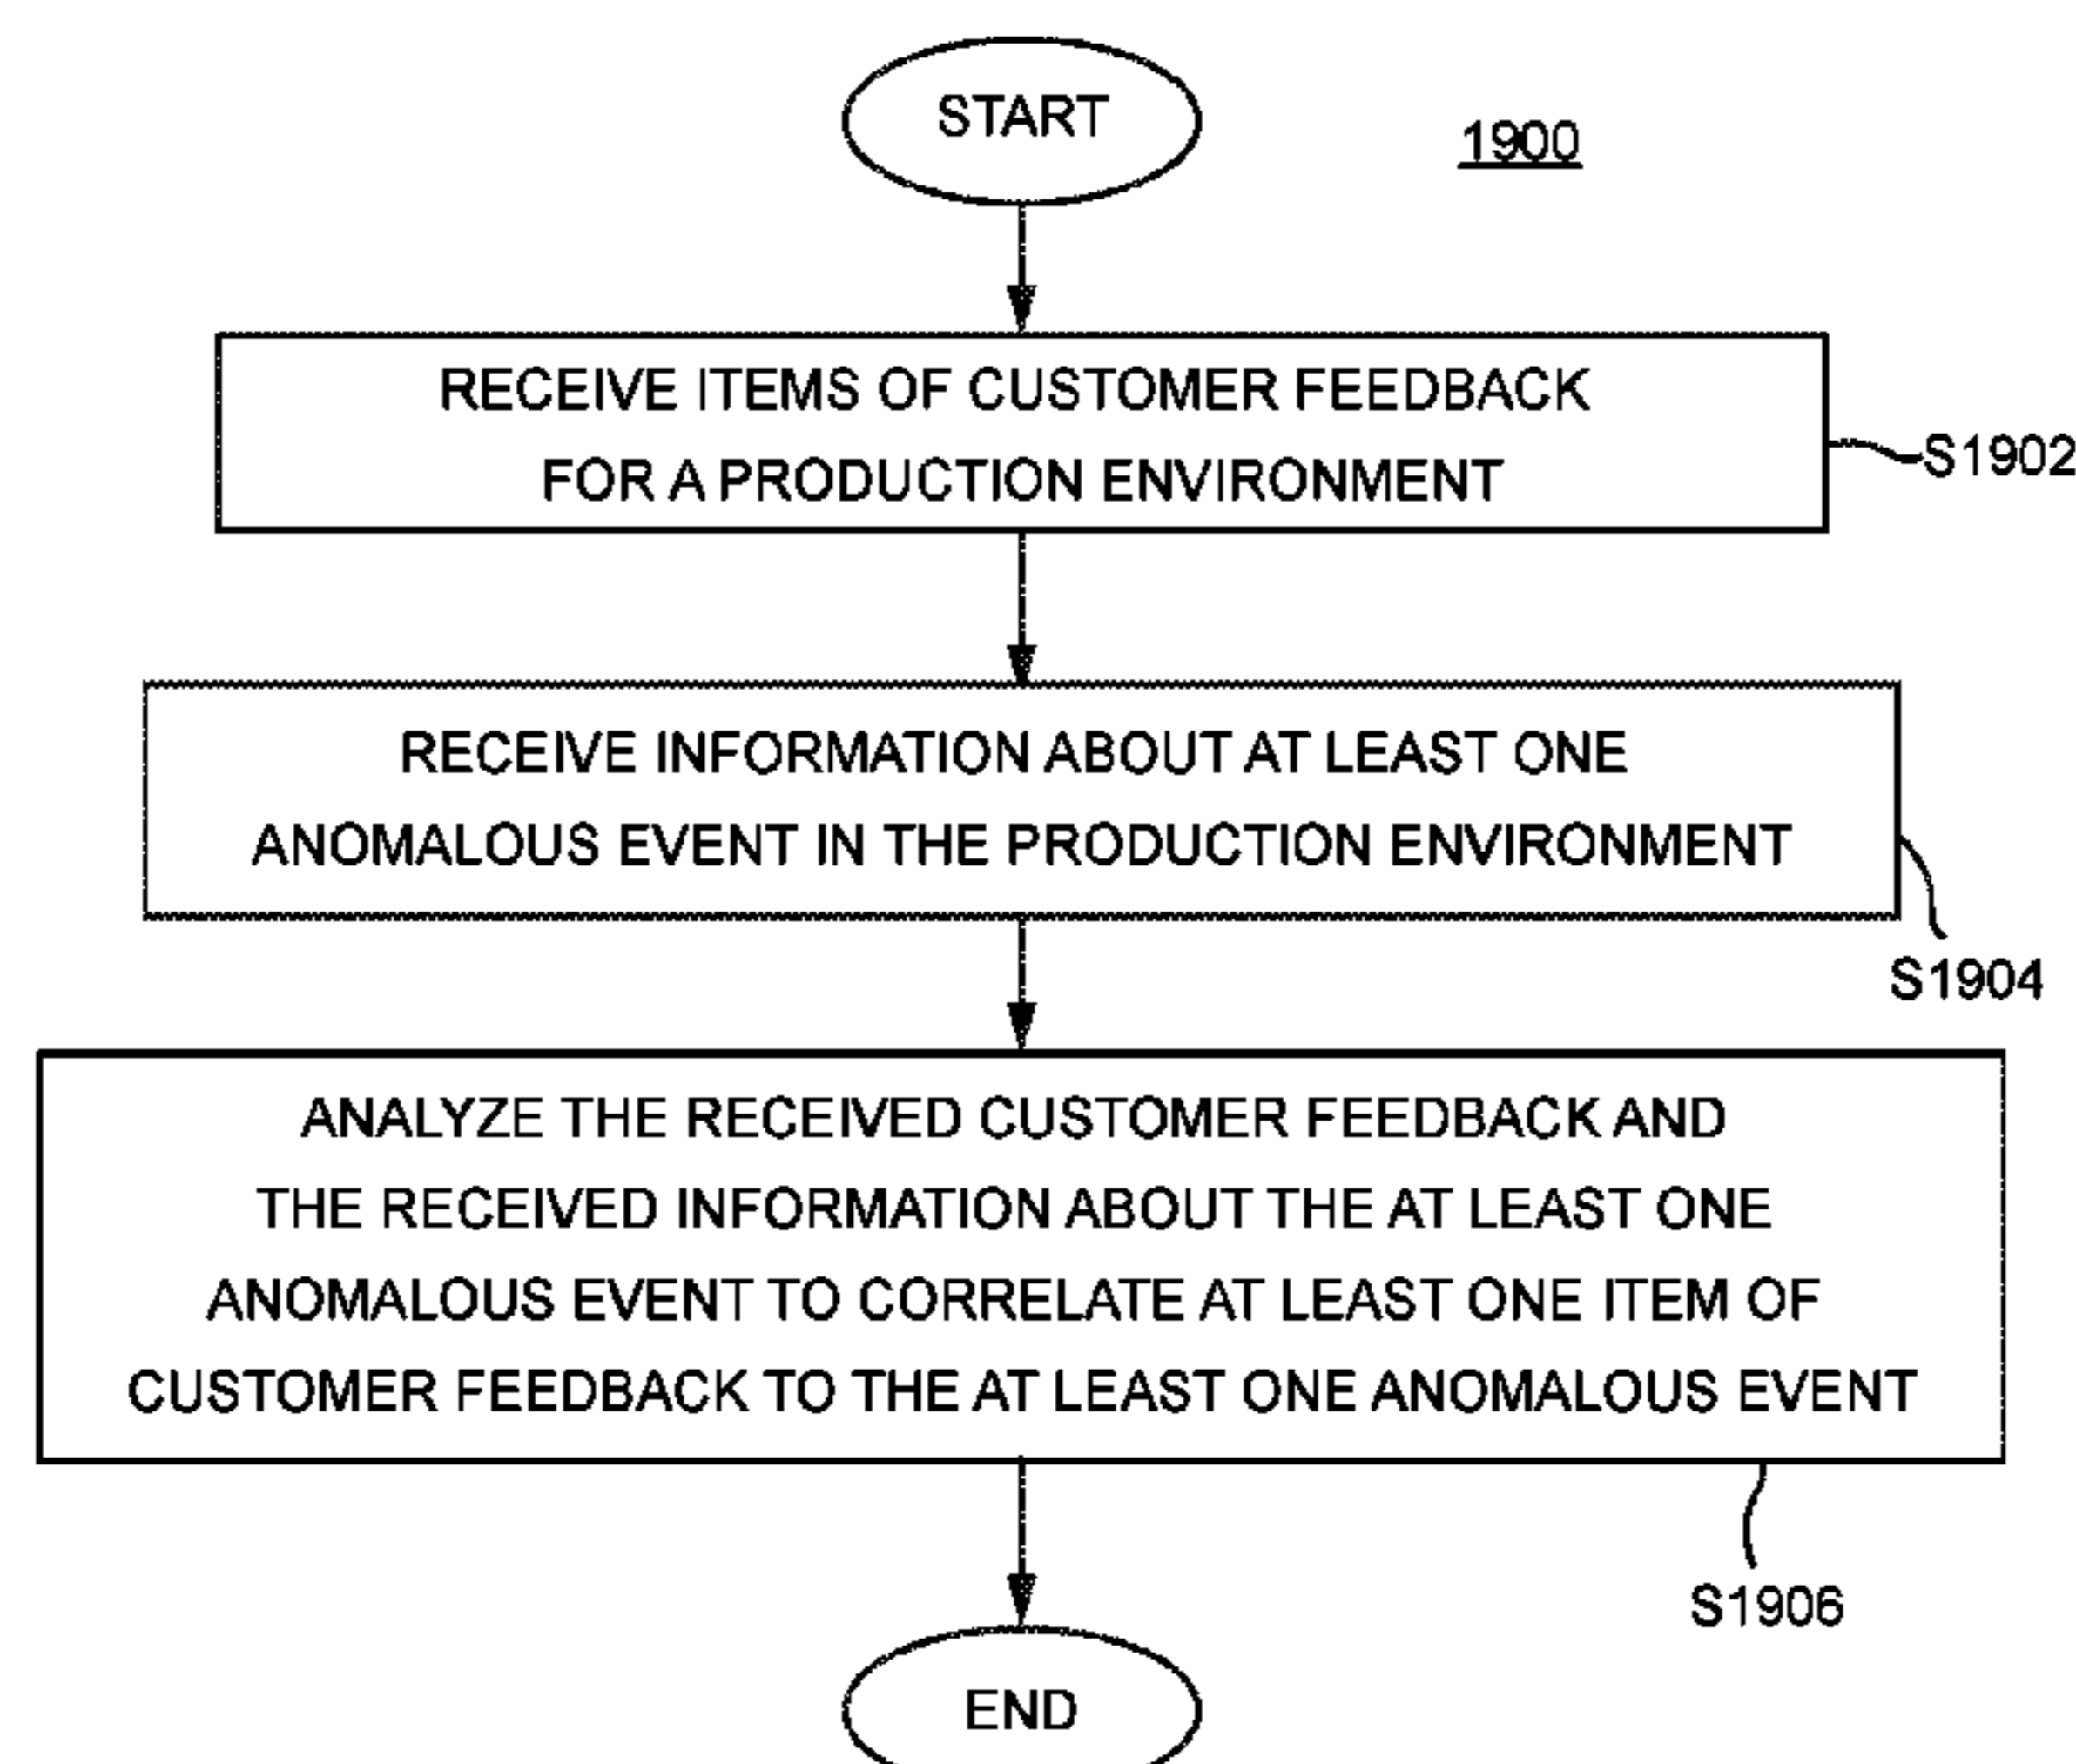 START
1900
RECEIVE ITEMS OF CUSTOMER FEEDBACK
FOR A PRODUCTION ENVIRONMENT
S1902
RECEIVE INFORMATION ABOUT AT LEAST ONE
ANOMALOUS EVENT IN THE PRODUCTION ENVIRONMENT
S1904
ANALYZE THE RECEIVED CUSTOMER FEEDBACK AND
THE RECEIVED INFORMATION ABOUT THE AT LEAST ONE
ANOMALOUS EVENT TO CORRELATE AT LEAST ONE ITEM OF
CUSTOMER FEEDBACK TO THE AT LEAST ONE ANOMALOUS EVENT
S1906
END